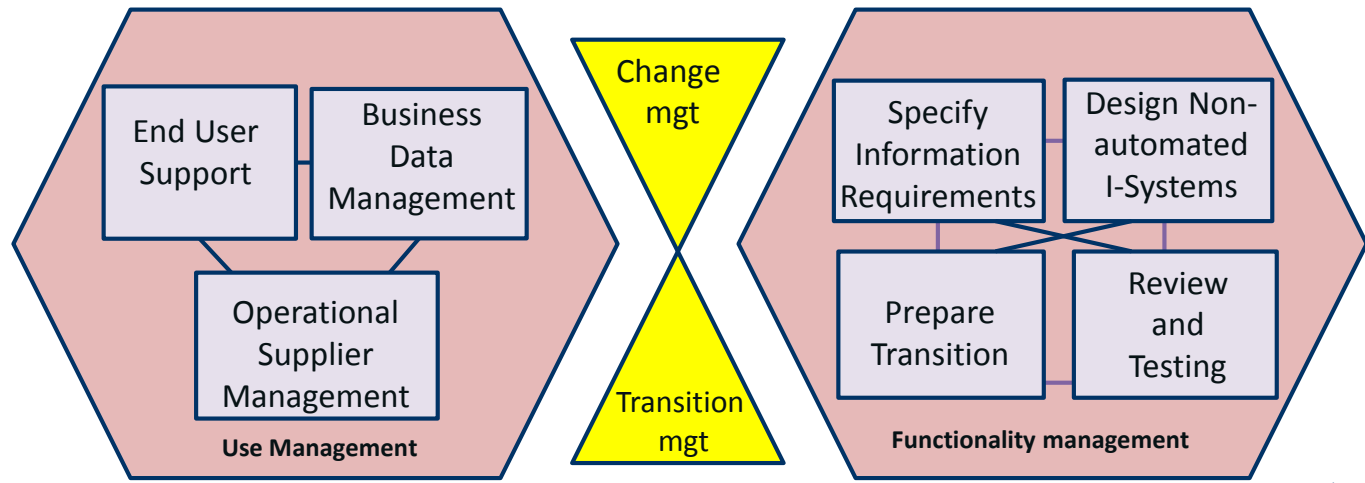 End User
Support
Business
Data
Management
Operational
Supplier
Management
Use Management
Change
mgt
Transition
mgt
Specify
Information
Requirements
Design Non-
automated
I-Systems
Prepare
Transition
Review
and
Testing
Functionality management